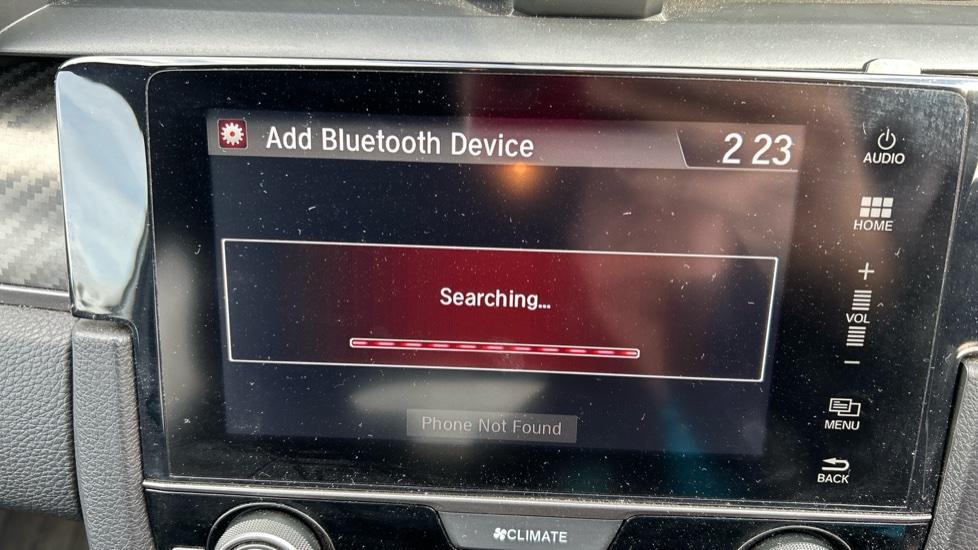 Add Bluetooth Device
2 23
AUDIO
HOME
Searching...
+
VOL
−
Phone Not Found
MENU
BACK
CLIMATE